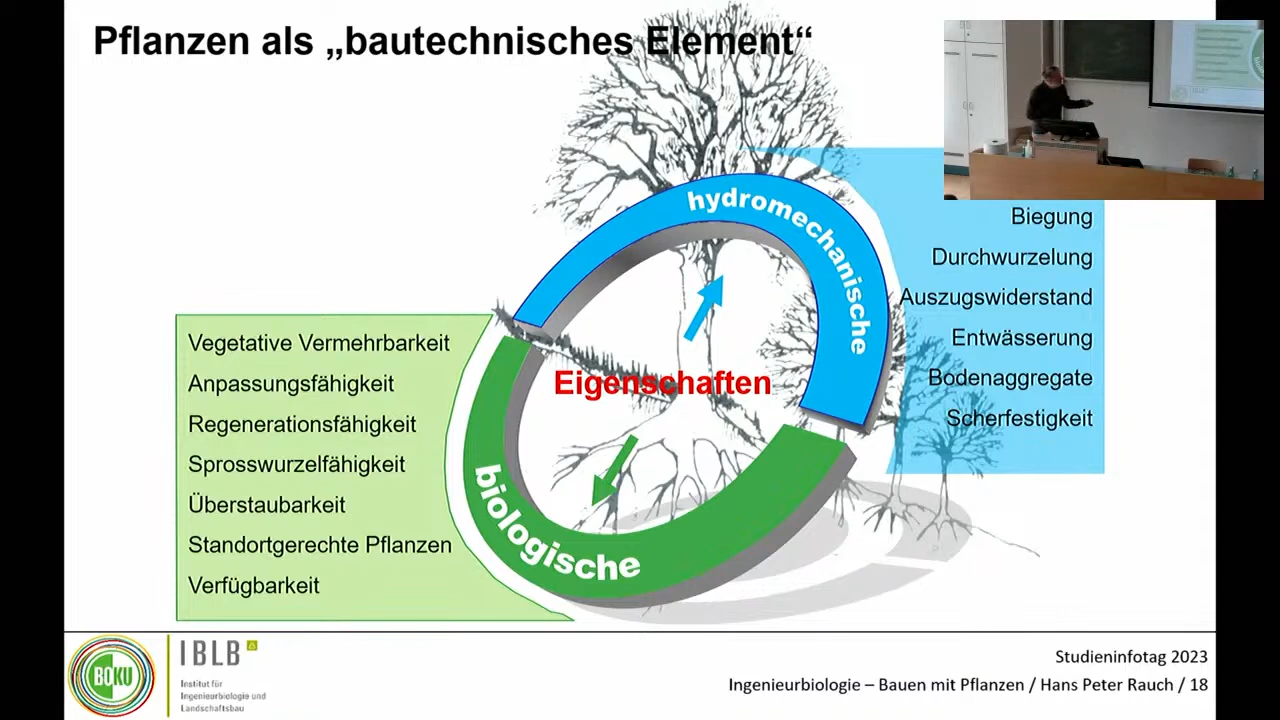 Pflanzen als „bautechnisches Element“
hydromechanische
Biegung
Durchwurzelung
Auszugswiderstand
Entwässerung
Bodenaggregate
Scherfestigkeit
Eigenschaften
Vegetative Vermehrbarkeit
Anpassungsfähigkeit
Regenerationsfähigkeit
Sprosswurzelfähigkeit
Überstaubarkeit
Standortgerechte Pflanzen
Verfügbarkeit
biologische
BOKU
IBLB
Institut für
Ingenieurbiologie und
Landschaftsbau
Studieninfotag 2023
Ingenieurbiologie – Bauen mit Pflanzen / Hans Peter Rauch / 18